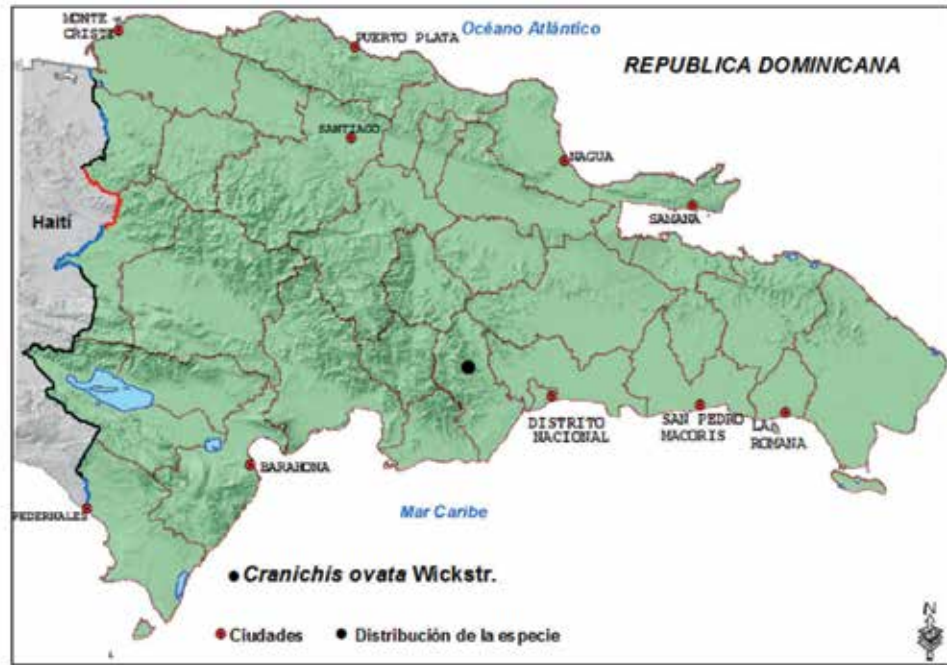 MONTE
CRISTI
PUERTO PLATA
Océano Atlántico
REPUBLICA DOMINICANA
SANTIAGO
NAGUA
SAMANA
Haití
DISTRITO
NACIONAL
SAN PEDRO
MACORIS
LA
ROMANA
BARAHONA
PEDERNALES
Mar Caribe
Cranichis ovata Wickstr.
Ciudades
Distribución de la especie
N